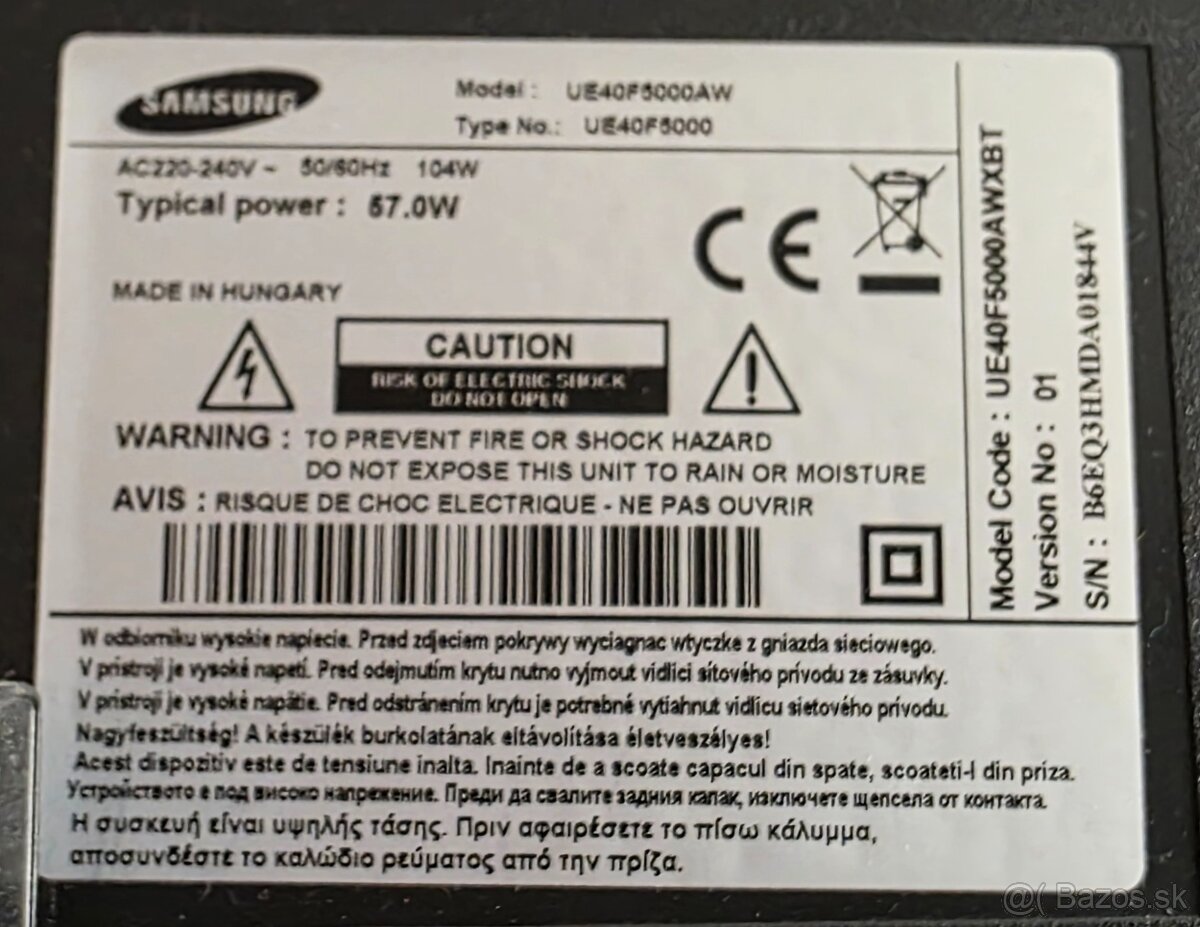 SAMSUNG
Model : UE40F5000AW
Type No.: UE40F5000
AC220-240V ~ 50/60Hz 104W
Typical power : 57.0W
MADE IN HUNGARY
CAUTION
RISK OF ELECTRIC SHOCK
DO NOT OPEN
WARNING : TO PREVENT FIRE OR SHOCK HAZARD
DO NOT EXPOSE THIS UNIT TO RAIN OR MOISTURE
AVIS : RISQUE DE CHOC ELECTRIQUE - NE PAS OUVRIR
Model Code : UE40F5000AWXBT
Version No : 01
S/N : B6EQ3HMDA01844V
W odbiorniku wysokie napiecie. Przed zdjeciem pokrywy wyciagnac wtyczke z gniazda sieciowego.
V prístroji je vysoké napetí. Pred odejmutím krytu nutno vyjmout vidlici sítového prívodu ze zásuvky.
V prístroji je vysoké napätie. Pred odstránením krytu je potrebné vytiahnut vidlicu sietového prívodu.
Nagyfeszültség! A készülék burkolatának eltávolítása életveszélyes!
Acest dispozitiv este de tensiune inalta. Inainte de a scoate capacul din spate, scoateti-l din priza.
Устройството е под високо напрежение. Преди да свалите задния капак, изключете щепсела от контакта.
Η συσκευή είναι υψηλής τάσης. Πριν αφαιρέσετε το πίσω κάλυμμα,
αποσυνδέστε το καλώδιο ρεύματος από την πρίζα.
@( Bazos.sk